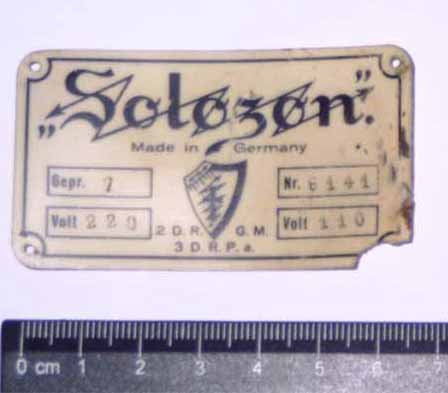 „Solozon.”
Made in Germany
Gepr. 7 Nr. 6141
Volt 220 2 D. R. G. M. Volt 110
3 D. R. P. a.
0 cm 1 2 3 4 5 6 7